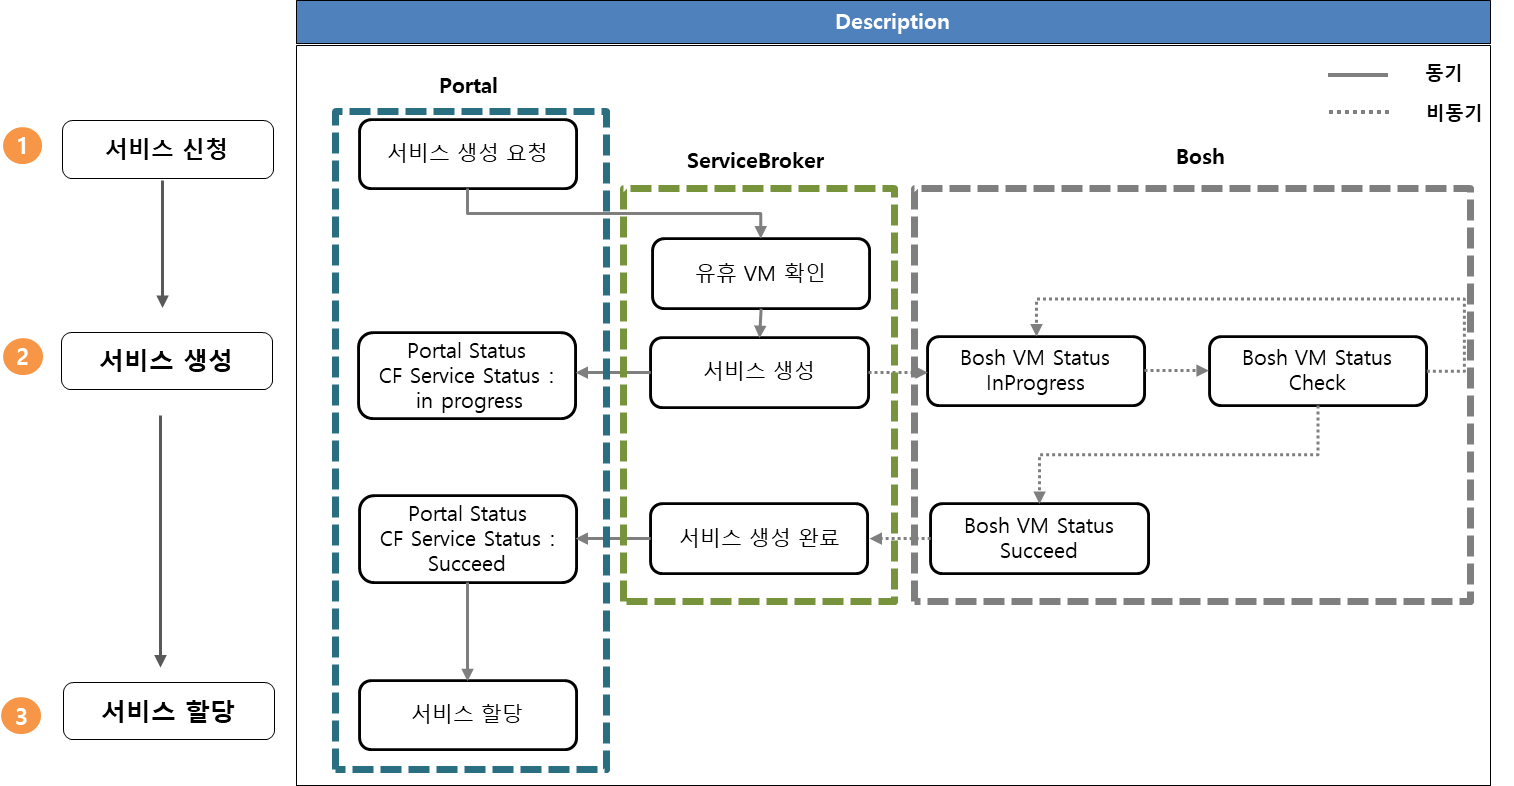 Description
동기
비동기
Portal
ServiceBroker
Bosh
1
서비스 신청
서비스 생성 요청
유휴 VM 확인
2
서비스 생성
Portal Status
CF Service Status :
in progress
서비스 생성
Bosh VM Status
InProgress
Bosh VM Status
Check
Portal Status
CF Service Status :
Succeed
서비스 생성 완료
Bosh VM Status
Succeed
3
서비스 할당
서비스 할당